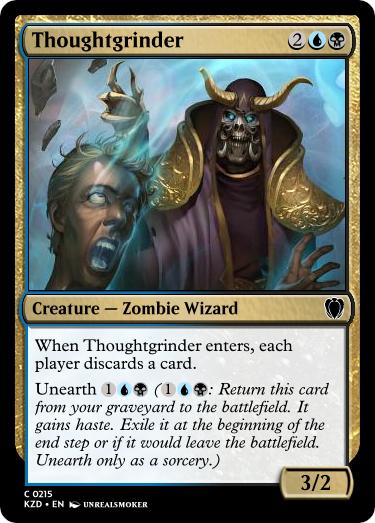 Thoughtgrinder 2
Creature — Zombie Wizard
When Thoughtgrinder enters, each
player discards a card.
Unearth 1 (1: Return this card
from your graveyard to the battlefield. It
gains haste. Exile it at the beginning of the
end step or if it would leave the battlefield.
Unearth only as a sorcery.)
3/2
C 0215
KZD • EN UNREALSMOKER